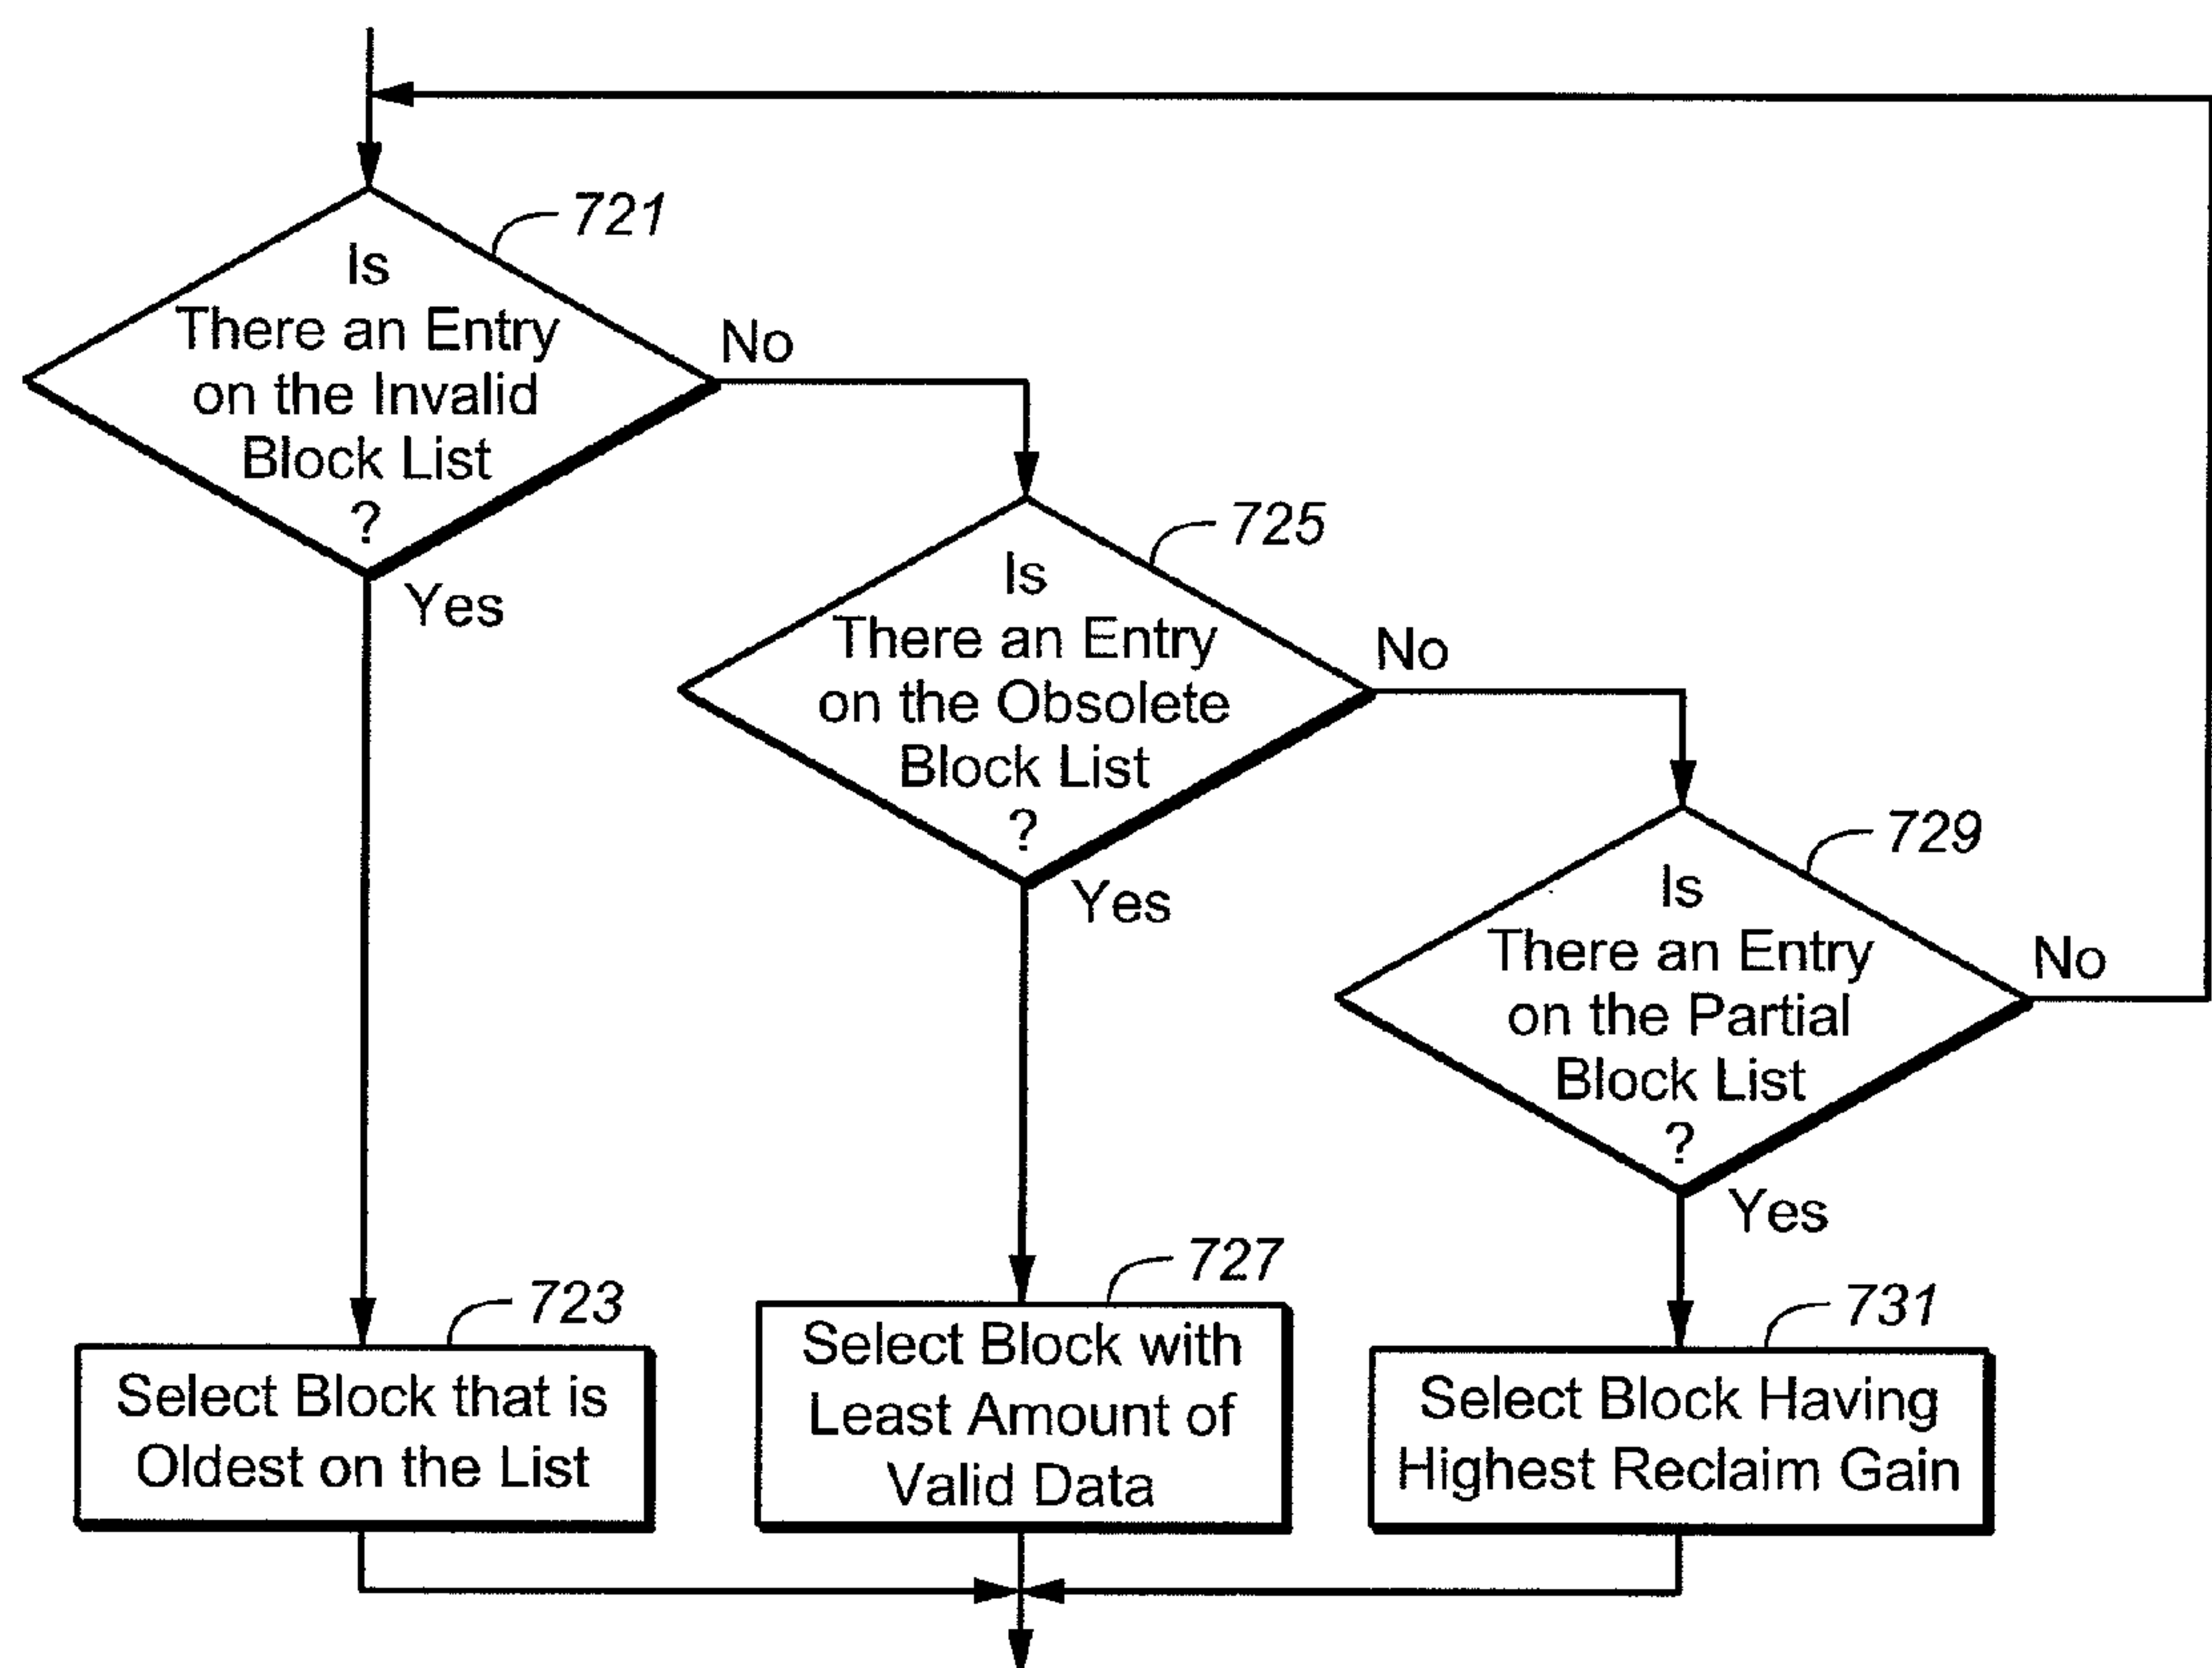 721
Is
There an Entry
on the Invalid
Block List
?
No
Yes
725
Is
There an Entry
on the Obsolete
Block List
?
No
Yes
729
Is
There an Entry
on the Partial
Block List
?
No
Yes
723
Select Block that is
Oldest on the List
727
Select Block with
Least Amount of
Valid Data
731
Select Block Having
Highest Reclaim Gain